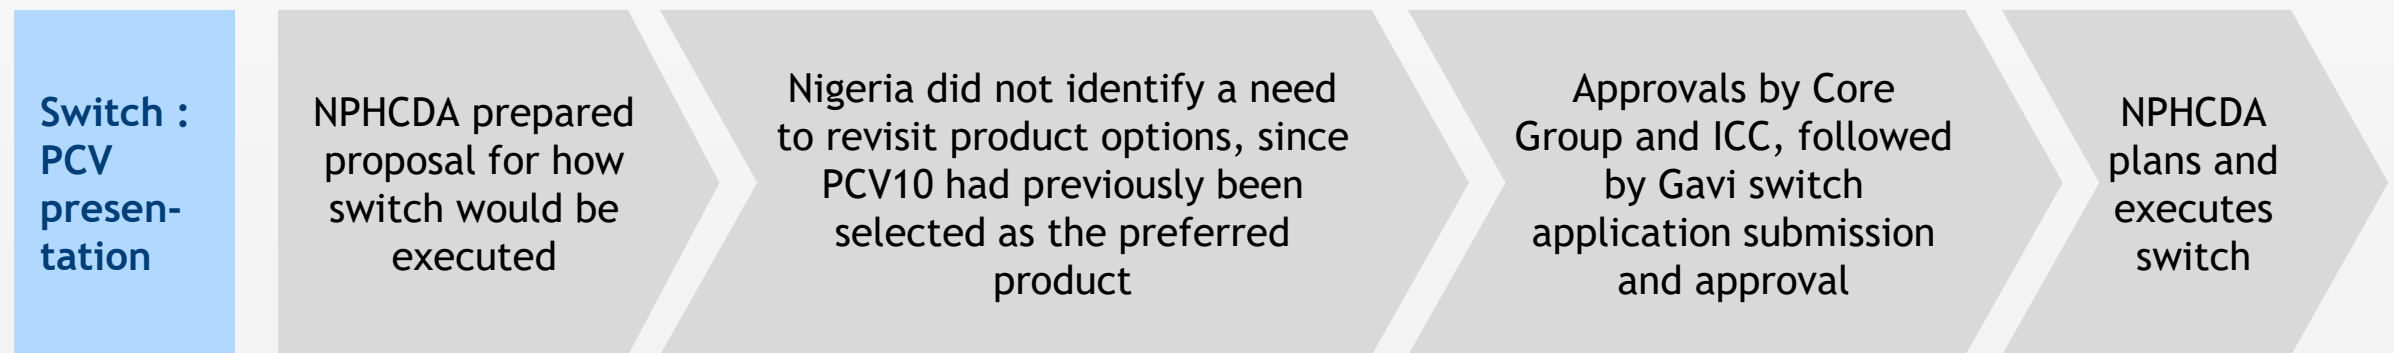 Switch :
PCV
presen-
tation
NPHCDA prepared
proposal for how
switch would be
executed
Nigeria did not identify a need
to revisit product options, since
PCV10 had previously been
selected as the preferred
product
Approvals by Core
Group and ICC, followed
by Gavi switch
application submission
and approval
NPHCDA
plans and
executes
switch